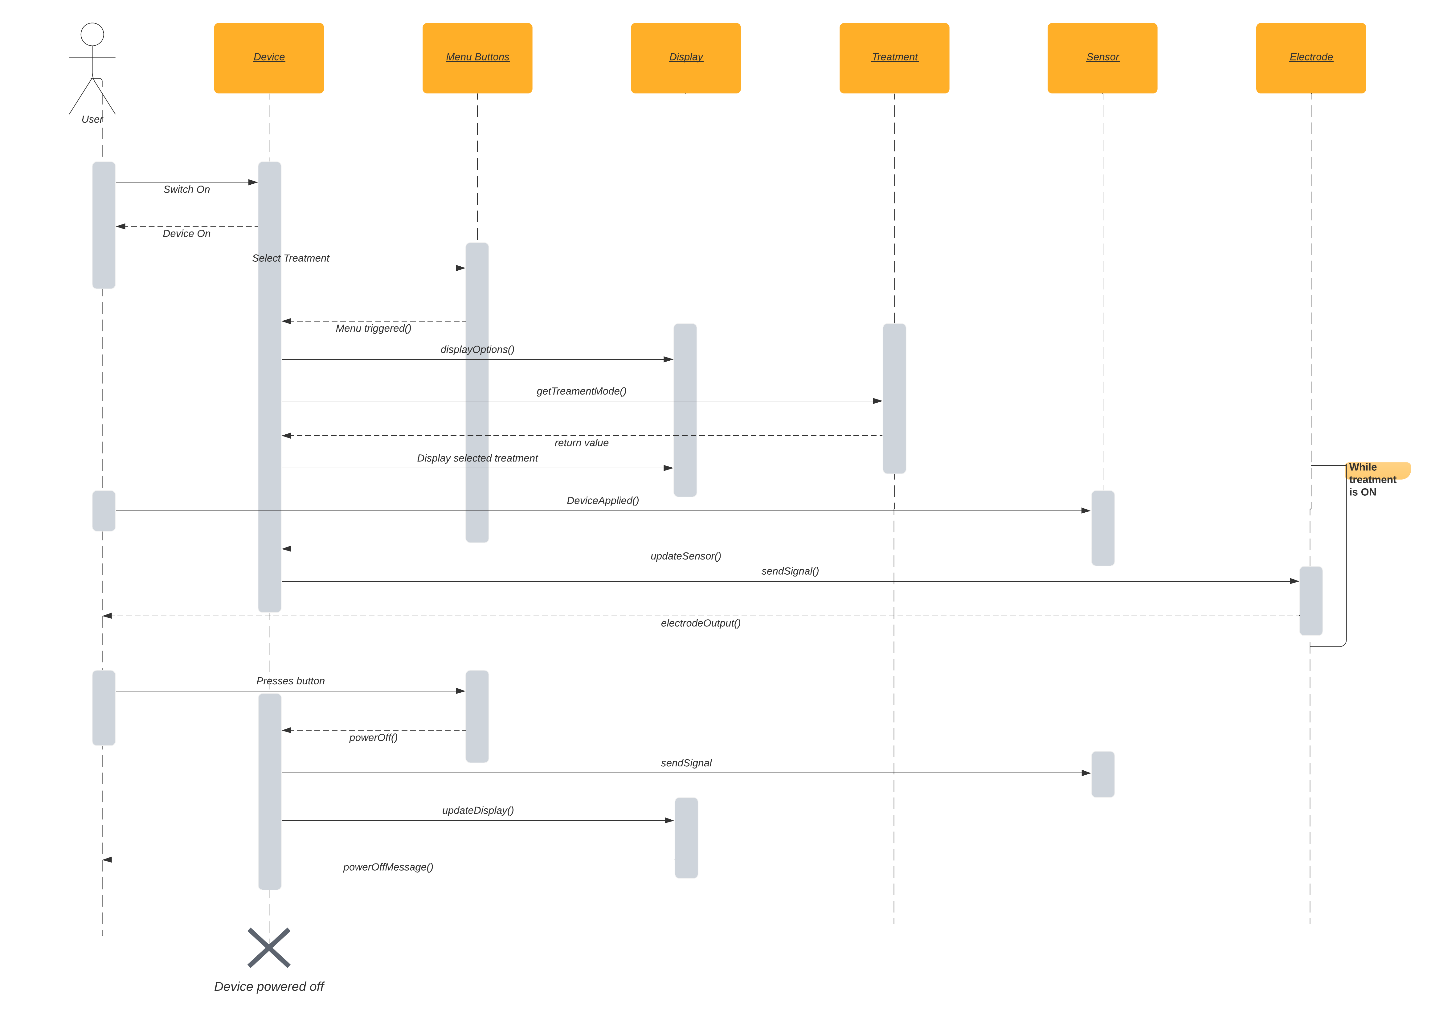 Device
Menu Buttons
Display
Treatment
Sensor
Electrode
User
Switch On
Device On
Select Treatment
Menu triggered()
displayOptions()
getTreamentMode()
return value
Display selected treatment
While
treatment
is ON
DeviceApplied()
updateSensor()
sendSignal()
electrodeOutput()
Presses button
powerOff()
sendSignal
updateDisplay()
powerOffMessage()
Device powered off